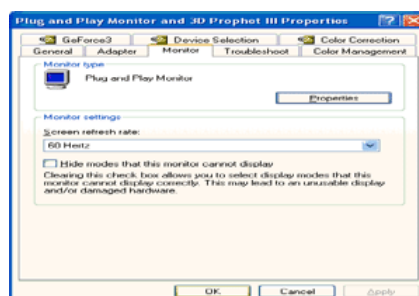 Plug and Play Monitor and 3D Prophet III Properties
GeForce3 Device Selection Color Correction
General Adapter Monitor Troubleshoot Color Management
Monitor type
Plug and Play Monitor
Properties
Monitor settings
Screen refresh rate:
60 Hertz
Hide modes that this monitor cannot display
Clearing this check box allows you to select display modes that this
monitor cannot display correctly. This may lead to an unusable display
and/or damaged hardware.
OK Cancel Apply